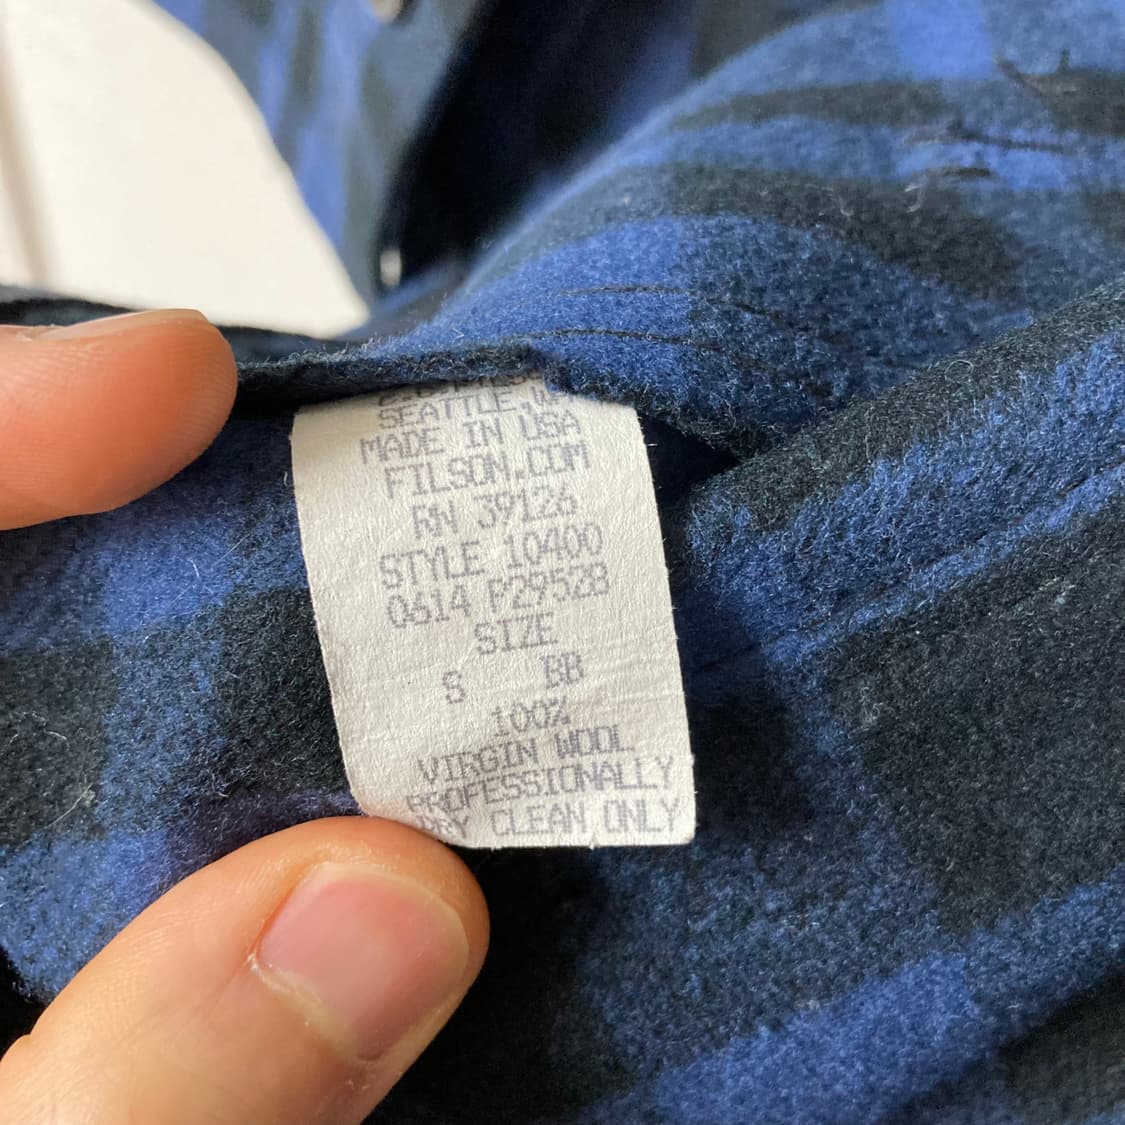 SEATTLE, W
MADE IN USA
FILSON.COM
RN 39126
STYLE 10400
0614 P29528
SIZE
S BB
100%
VIRGIN WOOL
PROFESSIONALLY
DRY CLEAN ONLY